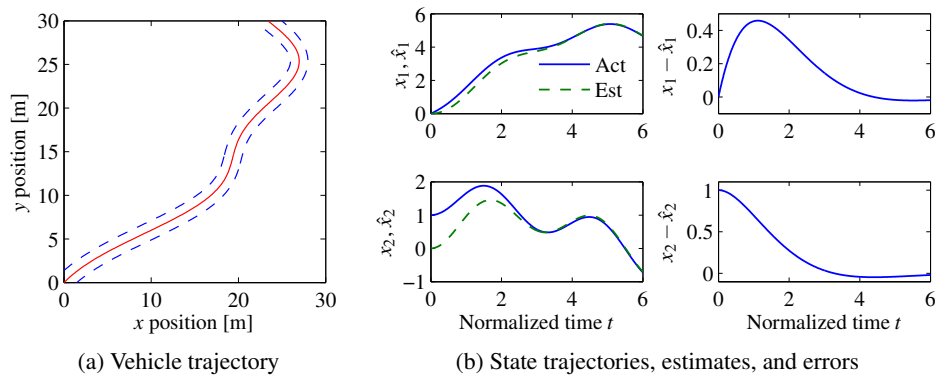 30
25
20
15
10
5
0
y position [m]
0 10 20 30
x position [m]
(a) Vehicle trajectory
6
4
2
0
x₁, x̂₁
Act
Est
0 2 4 6
0.4
0.2
0
x₁ − x̂₁
0 2 4 6
2
1
0
−1
x₂, x̂₂
0 2 4 6
Normalized time t
1
0.5
0
x₂ − x̂₂
0 2 4 6
Normalized time t
(b) State trajectories, estimates, and errors